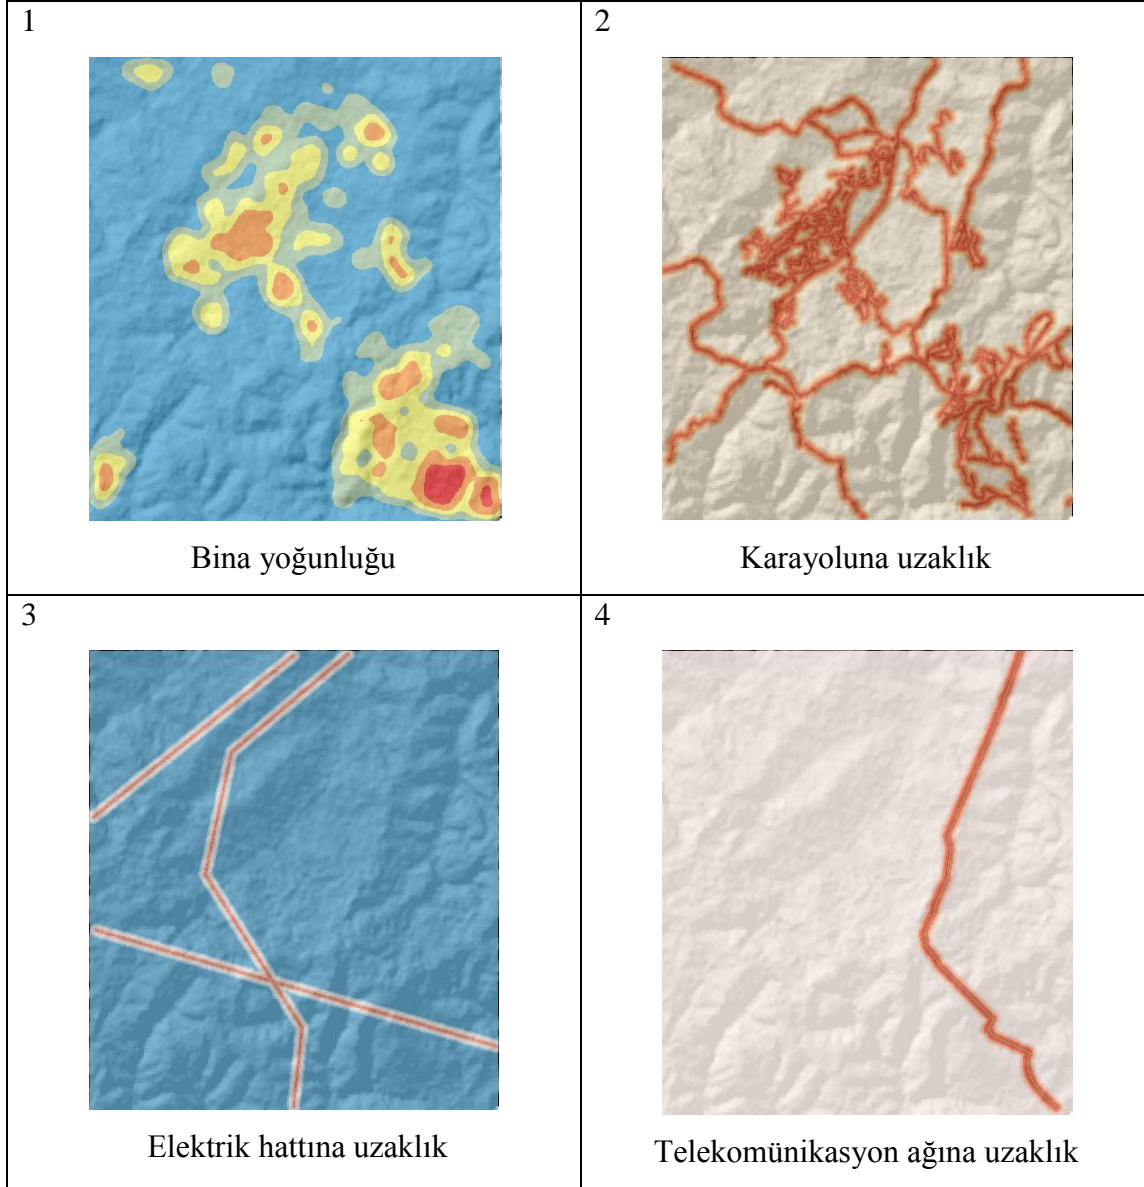 1
Bina yoğunluğu
2
Karayoluna uzaklık
3
Elektrik hattına uzaklık
4
Telekomünikasyon ağına uzaklık